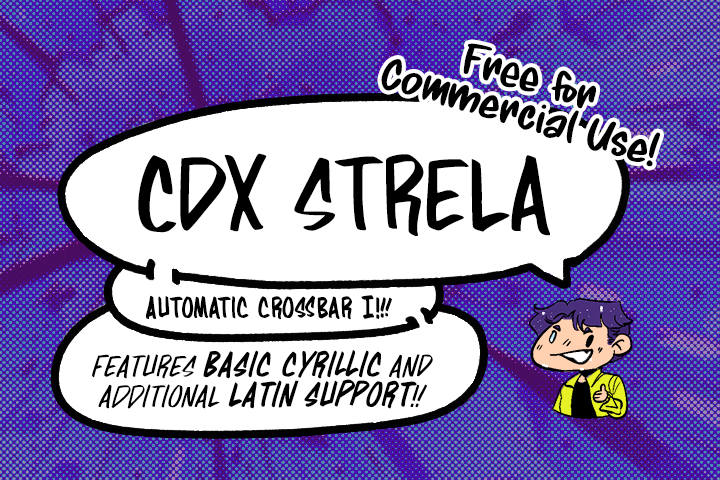 Free for
Commercial Use!
CDX STRELA
AUTOMATIC CROSSBAR I!!!
FEATURES BASIC CYRILLIC AND
ADDITIONAL LATIN SUPPORT!!